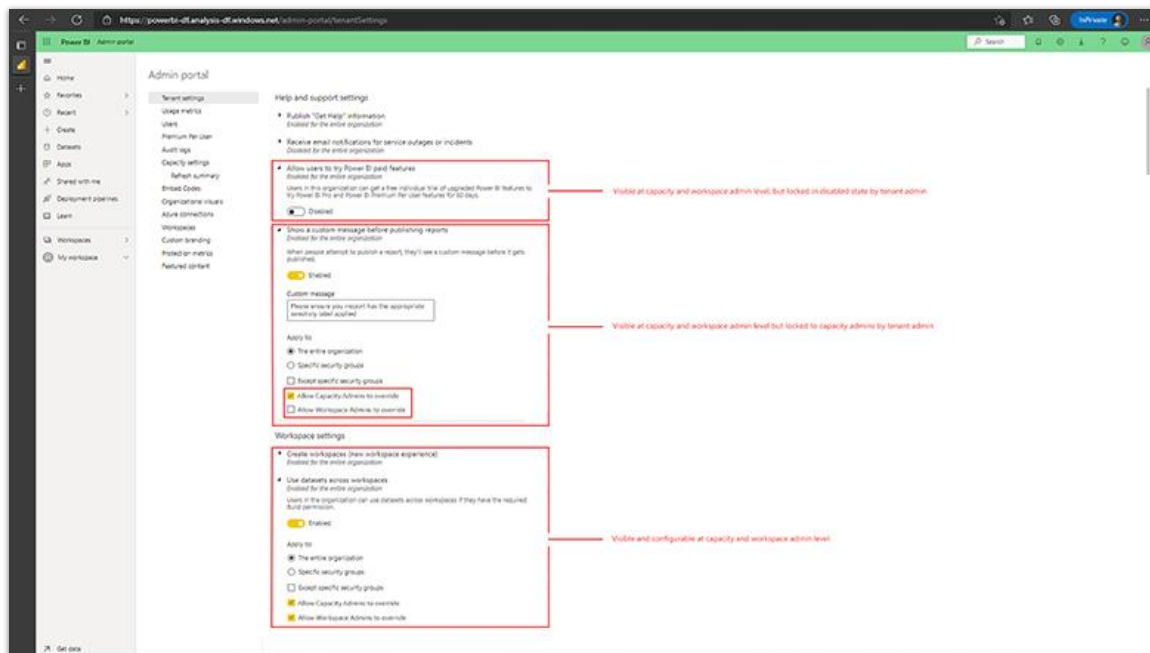 https://powerbi-df.analysis-df.windows.net/admin-portal/tenantSettings
InPrivate
Power BI Admin portal
Search
Home
Favorites
Recent
Create
Datasets
Apps
Shared with me
Deployment pipelines
Learn
Workspaces
My workspace
Get data
Admin portal
Tenant settings
Usage metrics
Users
Premium Per User
Audit logs
Capacity settings
Refresh summary
Embed Codes
Organizational visuals
Azure connections
Workspaces
Custom branding
Protection metrics
Featured content
Help and support settings
Publish "Get Help" information
Enabled for the entire organization
Receive email notifications for service outages or incidents
Disabled for the entire organization
Allow users to try Power BI paid features
Enabled for the entire organization
Users in this organization can get a free individual trial of upgraded Power BI features to
try Power BI Pro and Power BI Premium Per User features for 60 days.
Disabled
Visible at capacity and workspace admin level, but locked in disabled state by tenant admin
Show a custom message before publishing reports
Enabled for the entire organization
When people attempt to publish a report, they'll see a custom message before it gets
published.
Enabled
Custom message
Please ensure you report has the appropriate
sensitivity label applied
Visible at capacity and workspace admin level but locked to capacity admins by tenant admin
Apply to:
The entire organization
Specific security groups
Except specific security groups
Allow Capacity Admins to override
Allow Workspace Admins to override
Workspace settings
Create workspaces (new workspace experience)
Enabled for the entire organization
Use datasets across workspaces
Enabled for the entire organization
Users in the organization can use datasets across workspaces if they have the required
Build permission.
Enabled
Visible and configurable at capacity and workspace admin level
Apply to:
The entire organization
Specific security groups
Except specific security groups
Allow Capacity Admins to override
Allow Workspace Admins to override